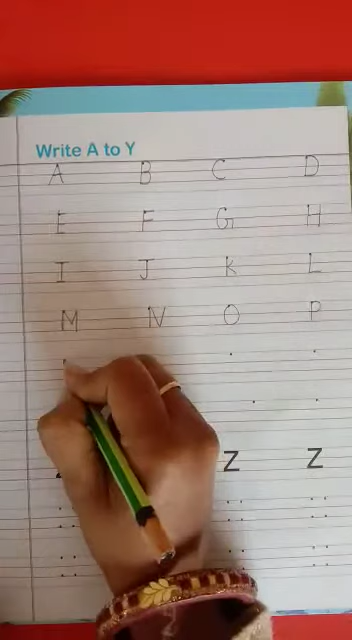 Write A to Y
A B C D
E F G H
I J K L
M N O P
Z Z